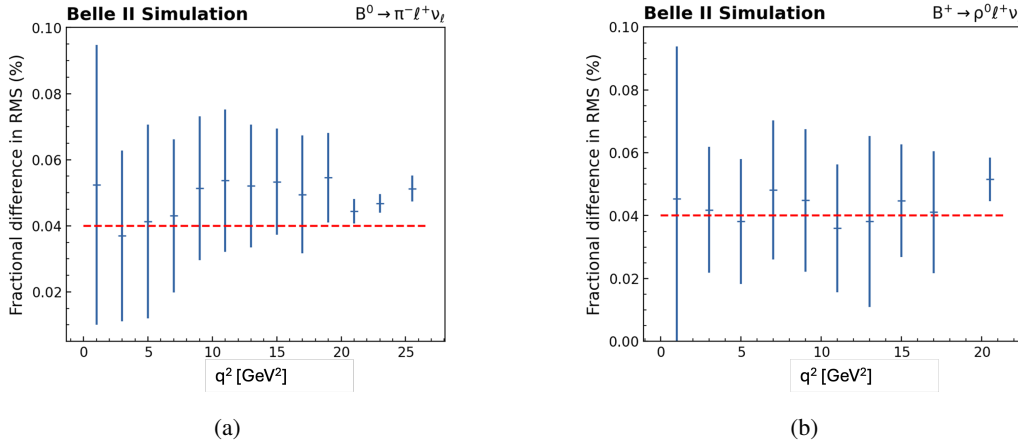 Belle II Simulation
B⁰ → π⁻ℓ⁺νℓ
Fractional difference in RMS (%)
0.10
0.08
0.06
0.04
0.02
0 5 10 15 20 25
q² [GeV²]
(a)
Belle II Simulation
B⁺ → ρ⁰ℓ⁺ν
Fractional difference in RMS (%)
0.10
0.08
0.06
0.04
0.02
0.00
0 5 10 15 20
q² [GeV²]
(b)